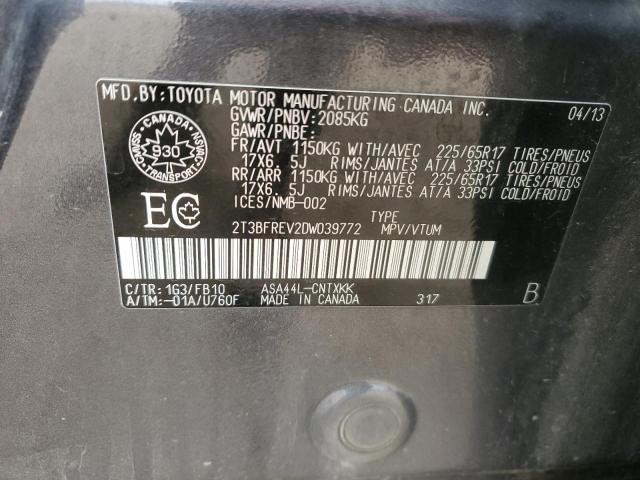 MFD. BY: TOYOTA MOTOR MANUFACTURING CANADA INC. 04/13
GVWR/PNBV: 2085KG
GAWR/PNBE:
FR/AVT 1150KG WITH/AVEC 225/65R17 TIRES/PNEUS
17X6.5J RIMS/JANTES AT/A 33PSI COLD/FROID
RR/ARR 1150KG WITH/AVEC 225/65R17 TIRES/PNEUS
17X6.5J RIMS/JANTES AT/A 33PSI COLD/FROID
ICES/NMB-002
CANADA
CMVSS
930
NSVAC
TRANSPORT
EC
TYPE
2T3BFREV2DW039772 MPV/VTUM
C/TR: 1G3/FB10 ASA44L-CNTXKK
A/TM: -01A/U760F MADE IN CANADA 317 B